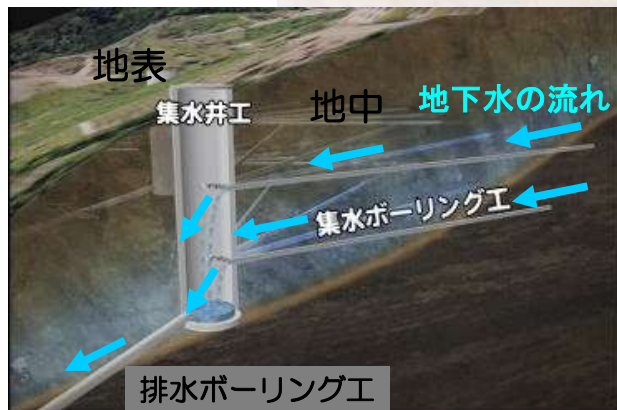 地表
集水井工
地中
地下水の流れ
集水ボーリング工
排水ボーリング工